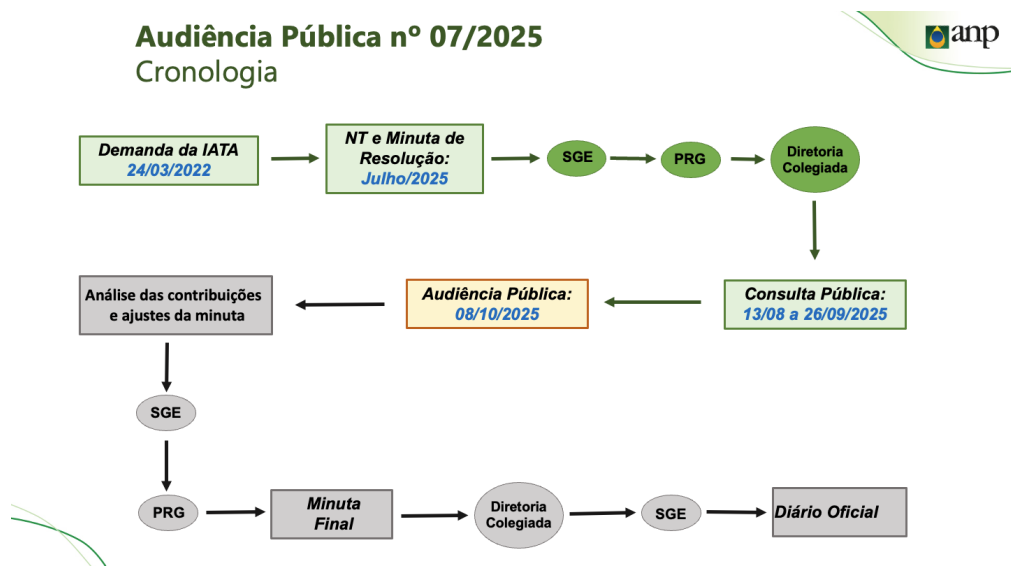 Audiência Pública nº 07/2025
Cronologia
anp
Demanda da IATA
24/03/2022
NT e Minuta de
Resolução:
Julho/2025
SGE
PRG
Diretoria
Colegiada
Consulta Pública:
13/08 a 26/09/2025
Audiência Pública:
08/10/2025
Análise das contribuições
e ajustes da minuta
SGE
PRG
Minuta
Final
Diretoria
Colegiada
SGE
Diário Oficial